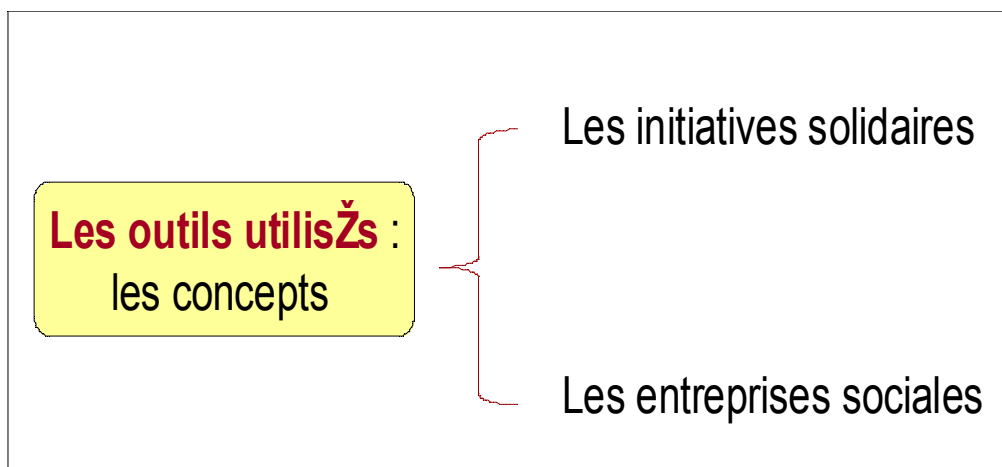 Les initiatives solidaires
Les outils utilisŽs :
les concepts
Les entreprises sociales